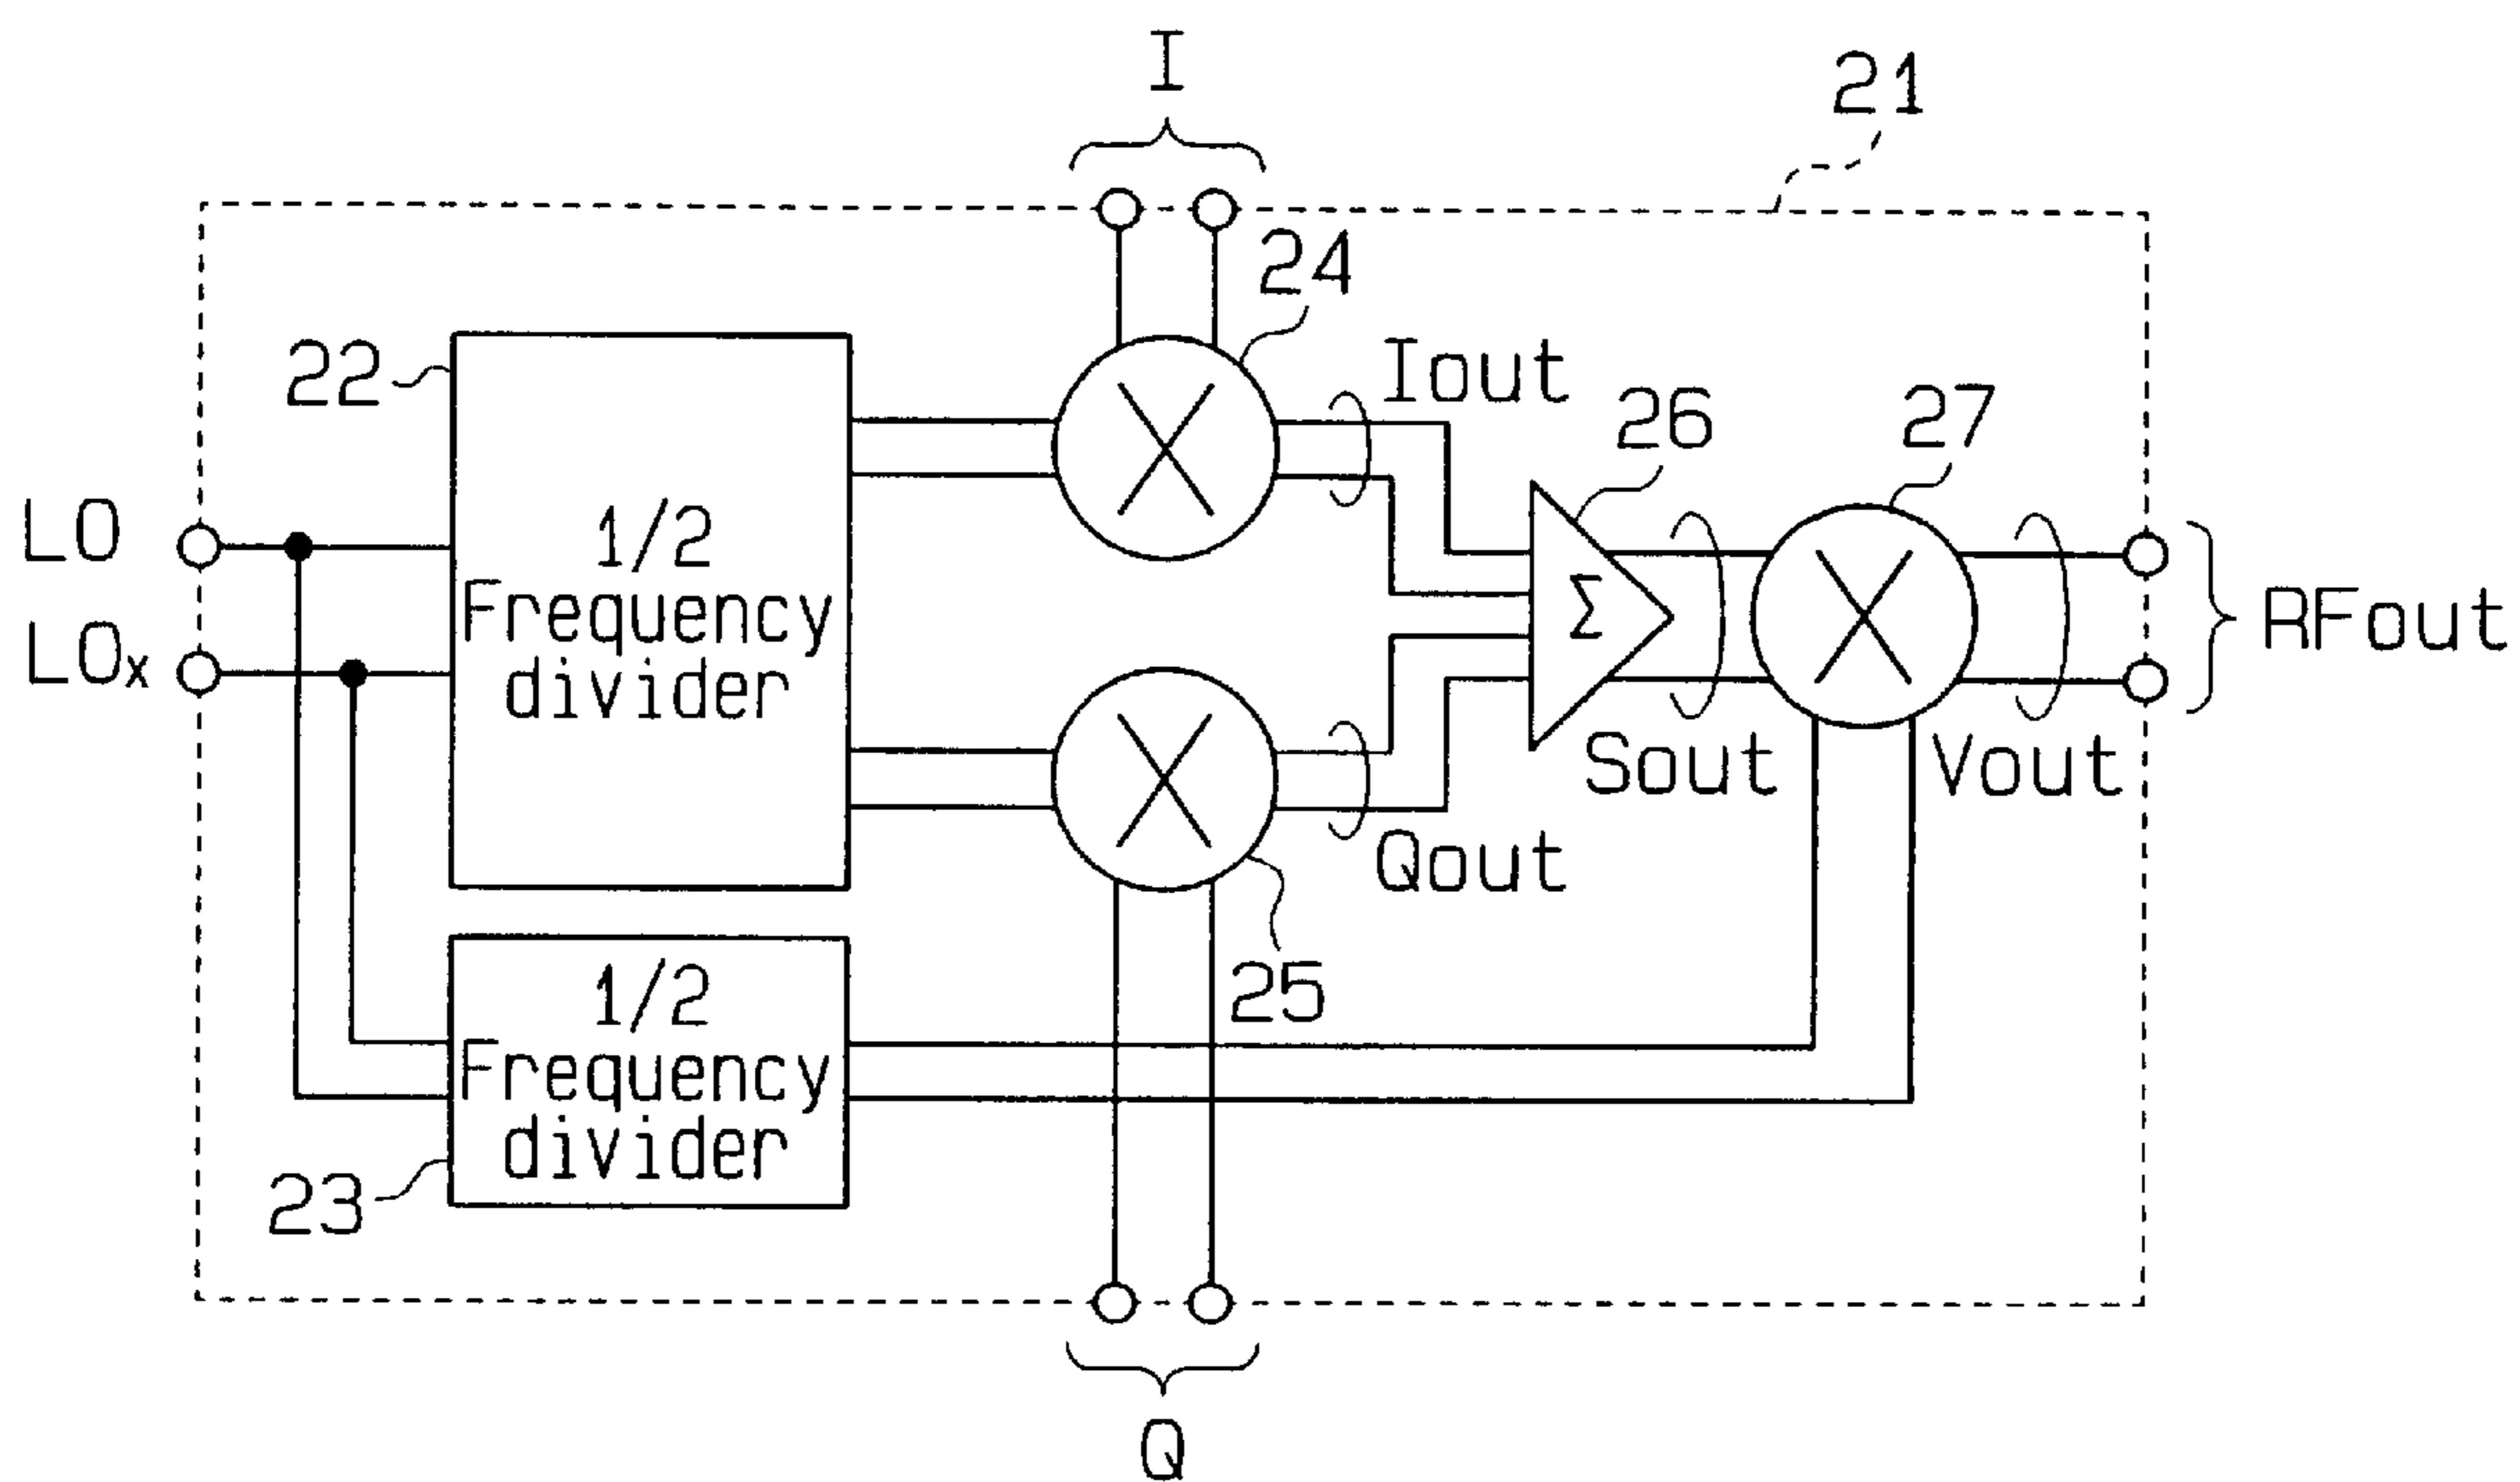 I
21
24
22
Iout
26
27
LO
1/2
Frequency
divider
Σ
RFout
LOx
Sout
Vout
Qout
25
1/2
Frequency
divider
23
Q